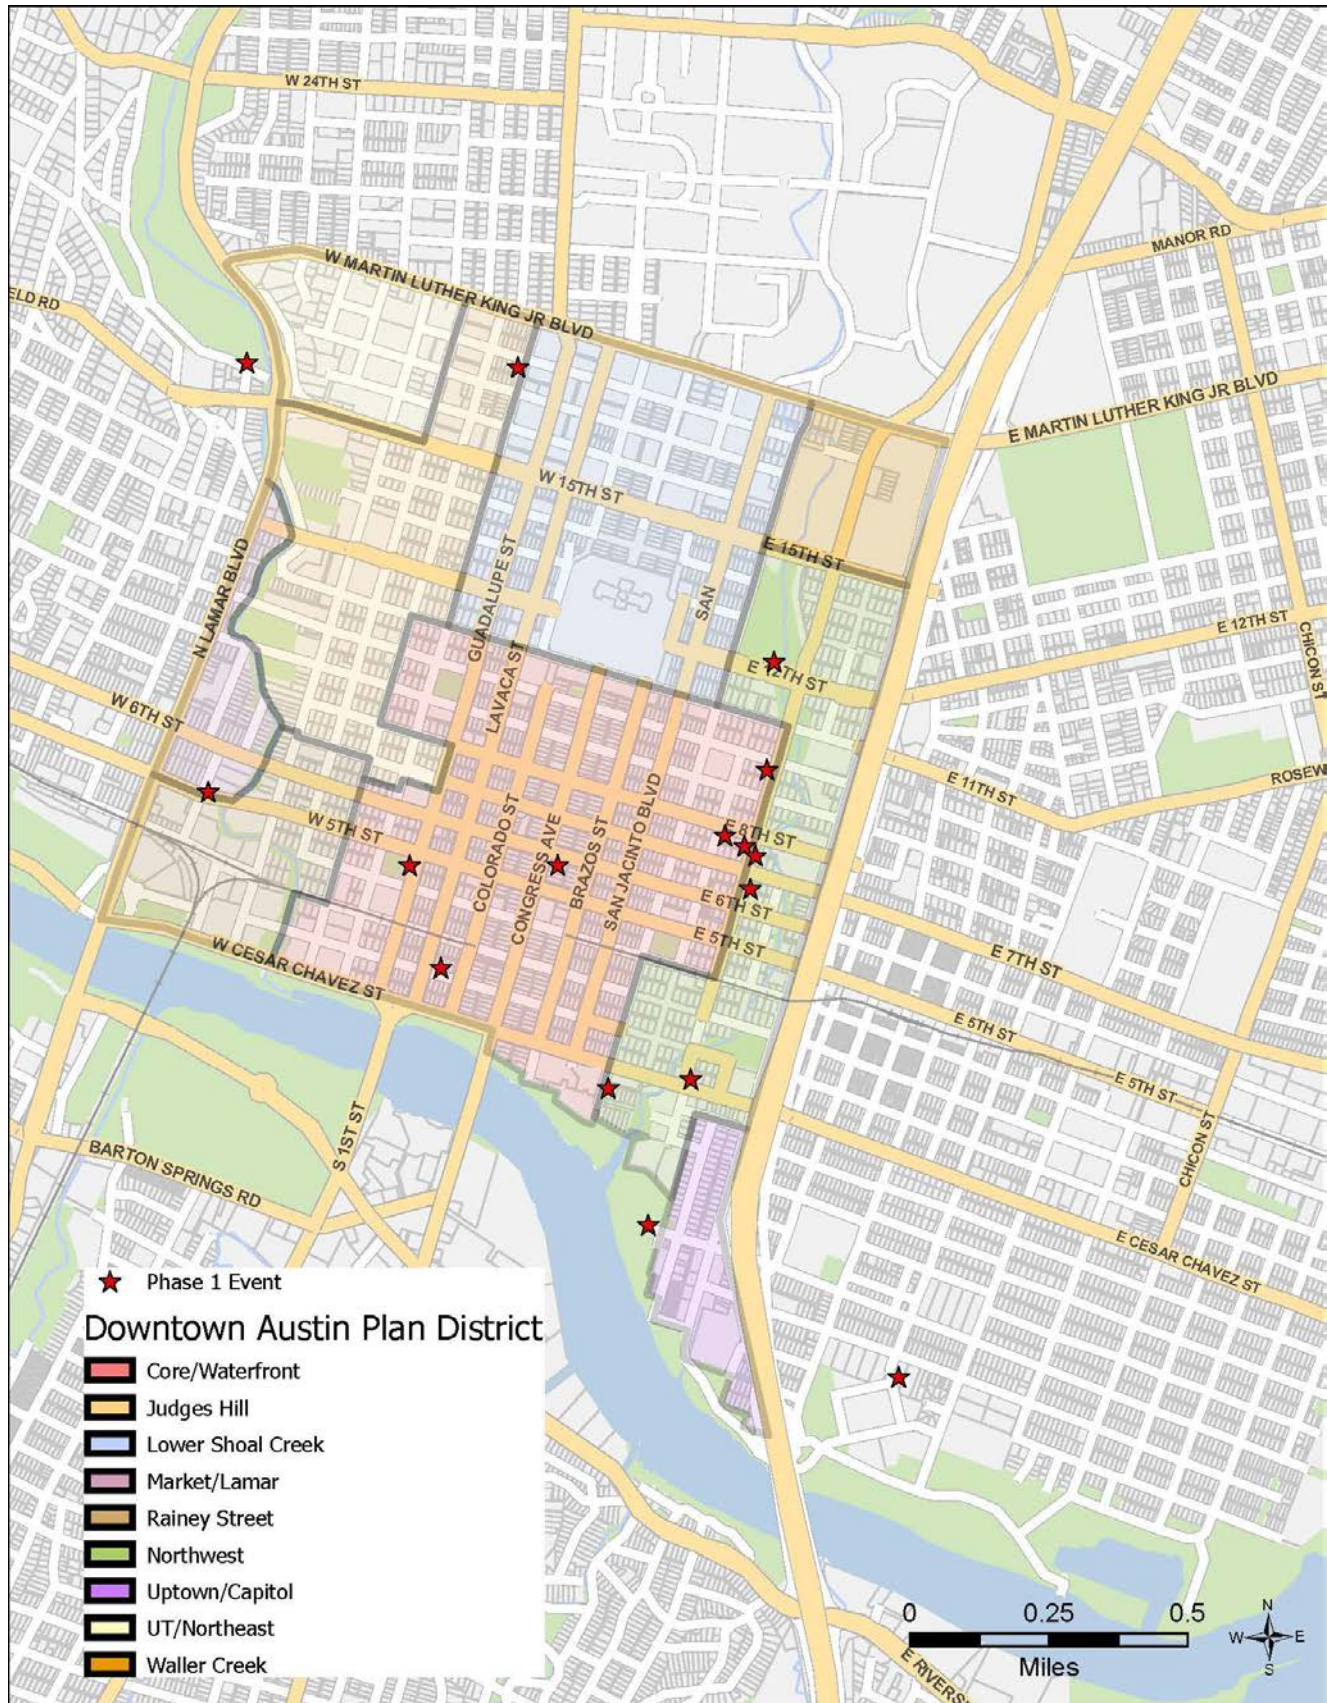 W 24TH ST
MANOR RD
W MARTIN LUTHER KING JR BLVD
ELD RD
E MARTIN LUTHER KING JR BLVD
W 15TH ST
E 15TH ST
GUADALUPE ST
SAN
N LAMAR BLVD
E 12TH ST
CHICON ST
E 12TH ST
LAVACA ST
W 6TH ST
E 11TH ST
ROSEW
W 5TH ST
COLORADO ST
CONGRESS AVE
BRAZOS ST
SAN JACINTO BLVD
E 8TH ST
E 6TH ST
E 5TH ST
E 7TH ST
W CESAR CHAVEZ ST
E 5TH ST
S 1ST ST
CHICON ST
BARTON SPRINGS RD
E CESAR CHAVEZ ST
Phase 1 Event
Downtown Austin Plan District
Core/Waterfront
Judges Hill
Lower Shoal Creek
Market/Lamar
Rainey Street
Northwest
Uptown/Capitol
UT/Northeast
Waller Creek
0 0.25 0.5
Miles
N
W E
S
E RIVERS